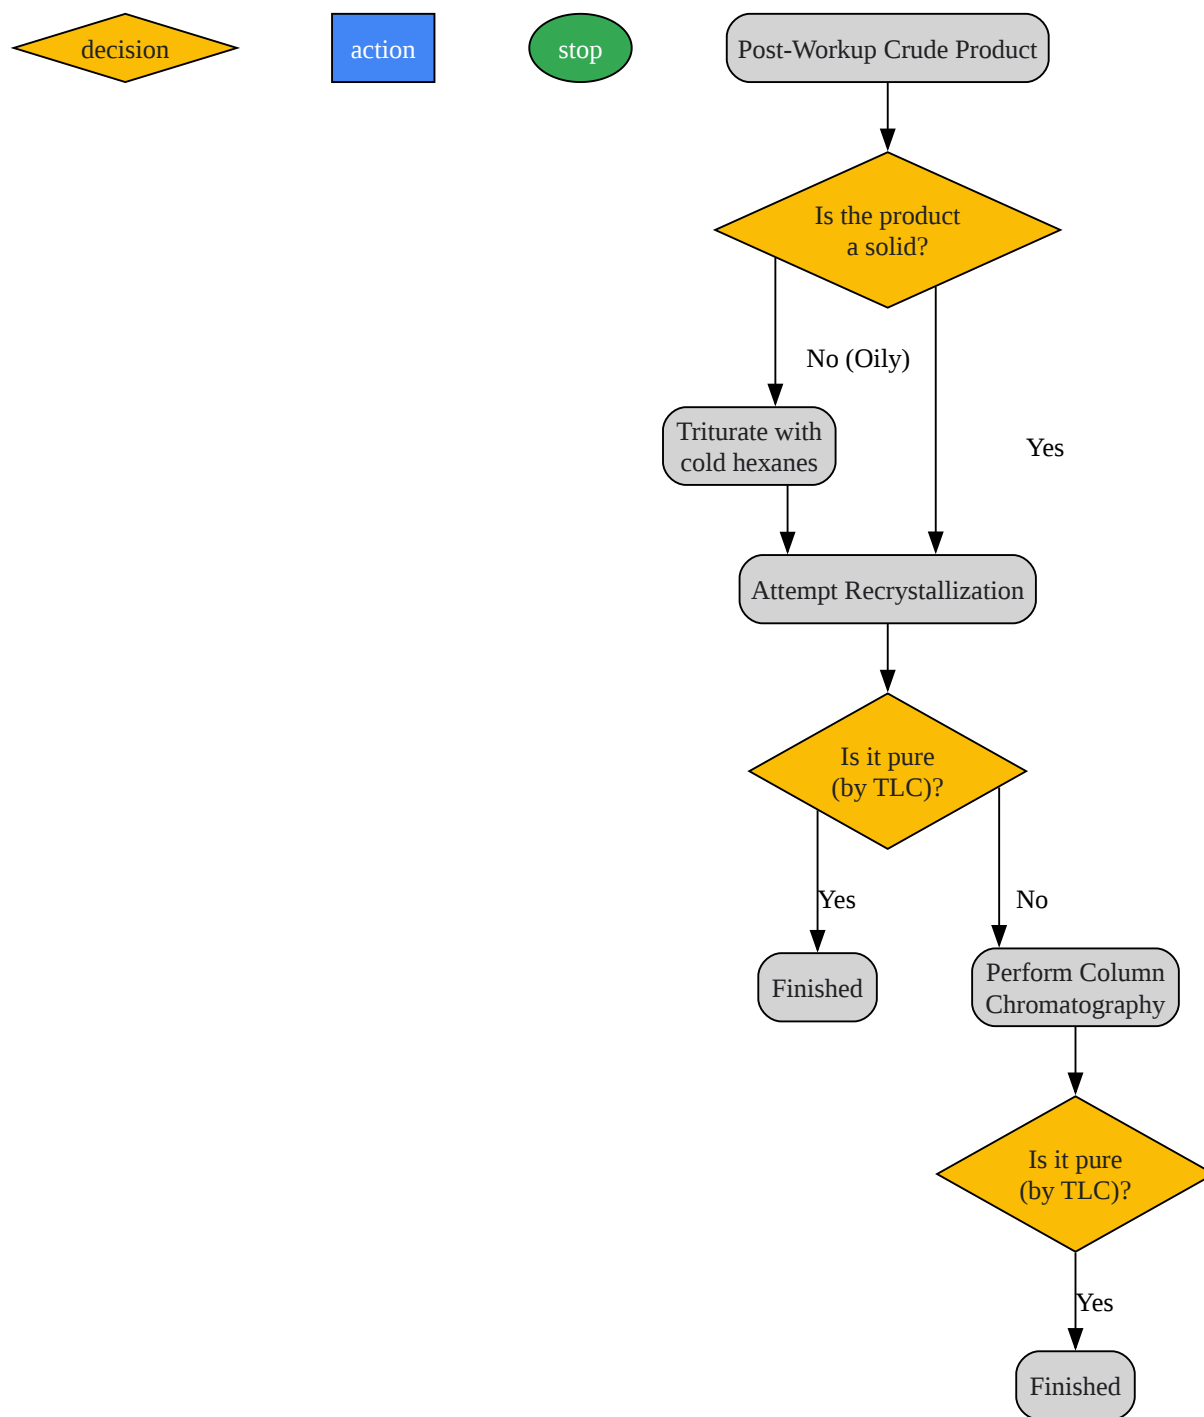 decision
action
stop
Post-Workup Crude Product
Is the product
a solid?
No (Oily)
Triturate with
cold hexanes
Yes
Attempt Recrystallization
Is it pure
(by TLC)?
Yes
No
Finished
Perform Column
Chromatography
Is it pure
(by TLC)?
Yes
Finished